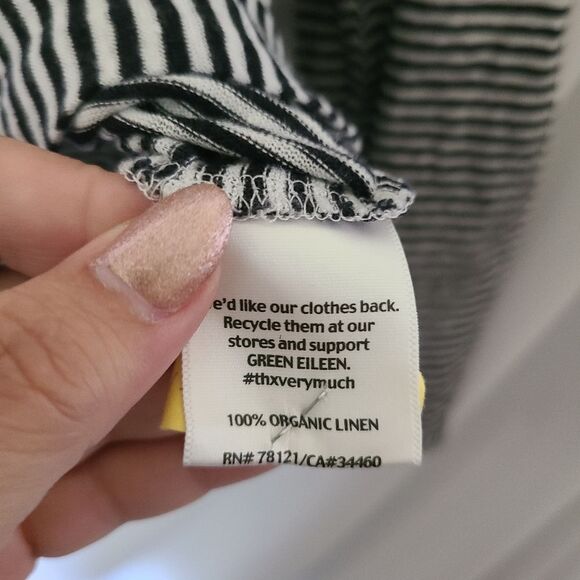 e'd like our clothes back.
Recycle them at our
stores and support
GREEN EILEEN.
#thxverymuch
100% ORGANIC LINEN
RN# 78121/CA#34460